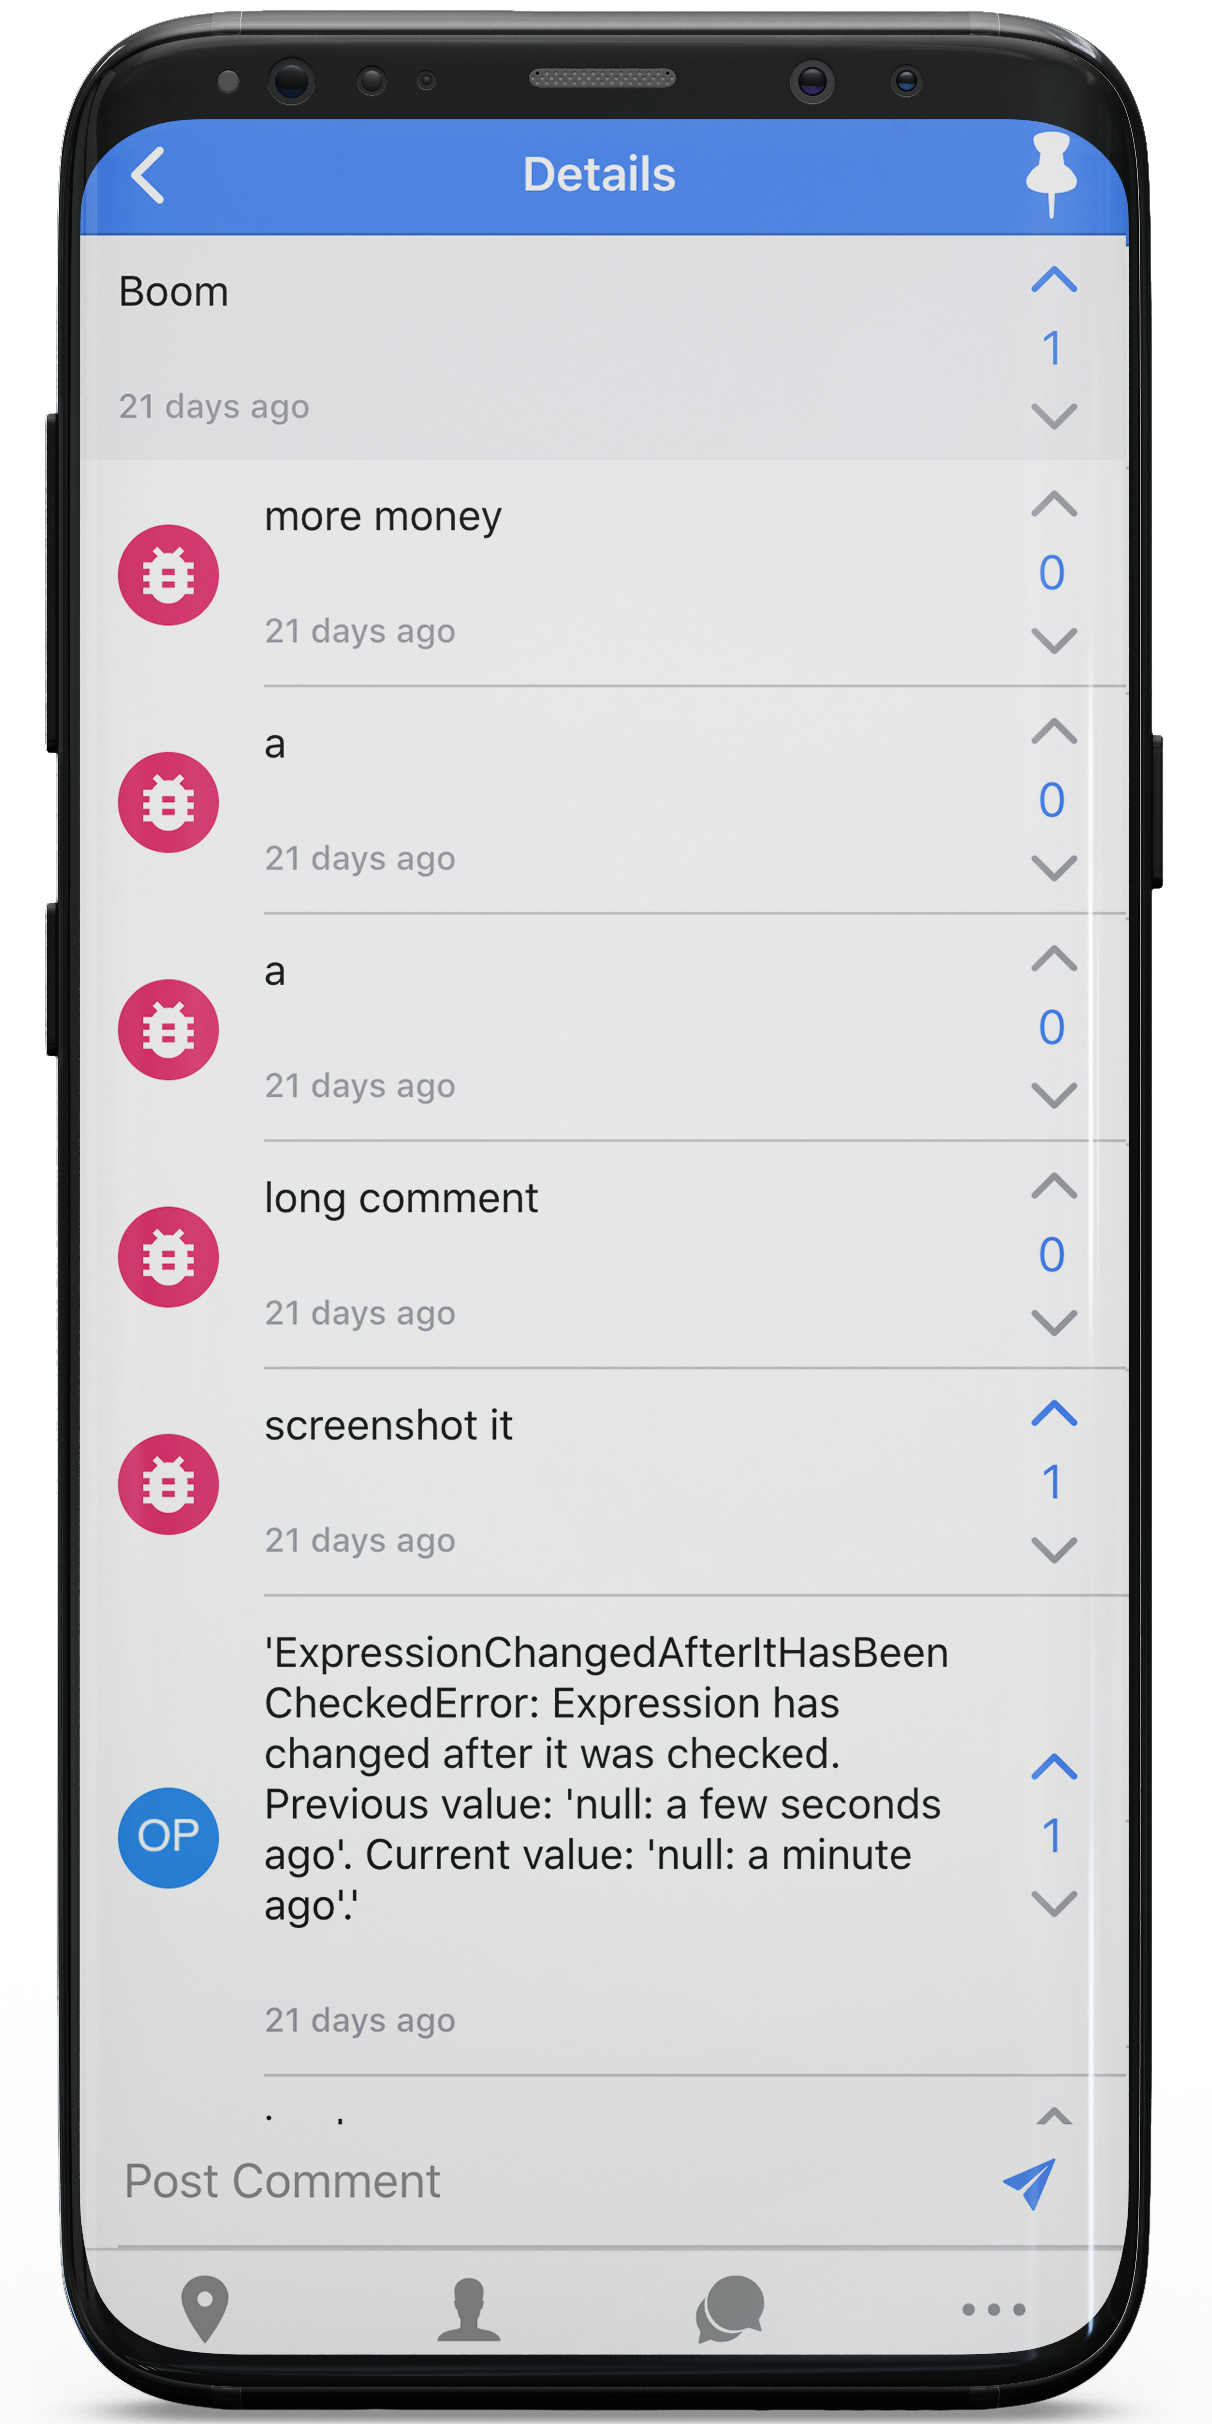 Details
Boom
1
21 days ago
more money
0
21 days ago
a
0
21 days ago
a
0
21 days ago
long comment
0
21 days ago
screenshot it
1
21 days ago
'ExpressionChangedAfterItHasBeen
CheckedError: Expression has
changed after it was checked.
Previous value: 'null: a few seconds
ago'. Current value: 'null: a minute
ago'.'
OP
1
21 days ago
Post Comment